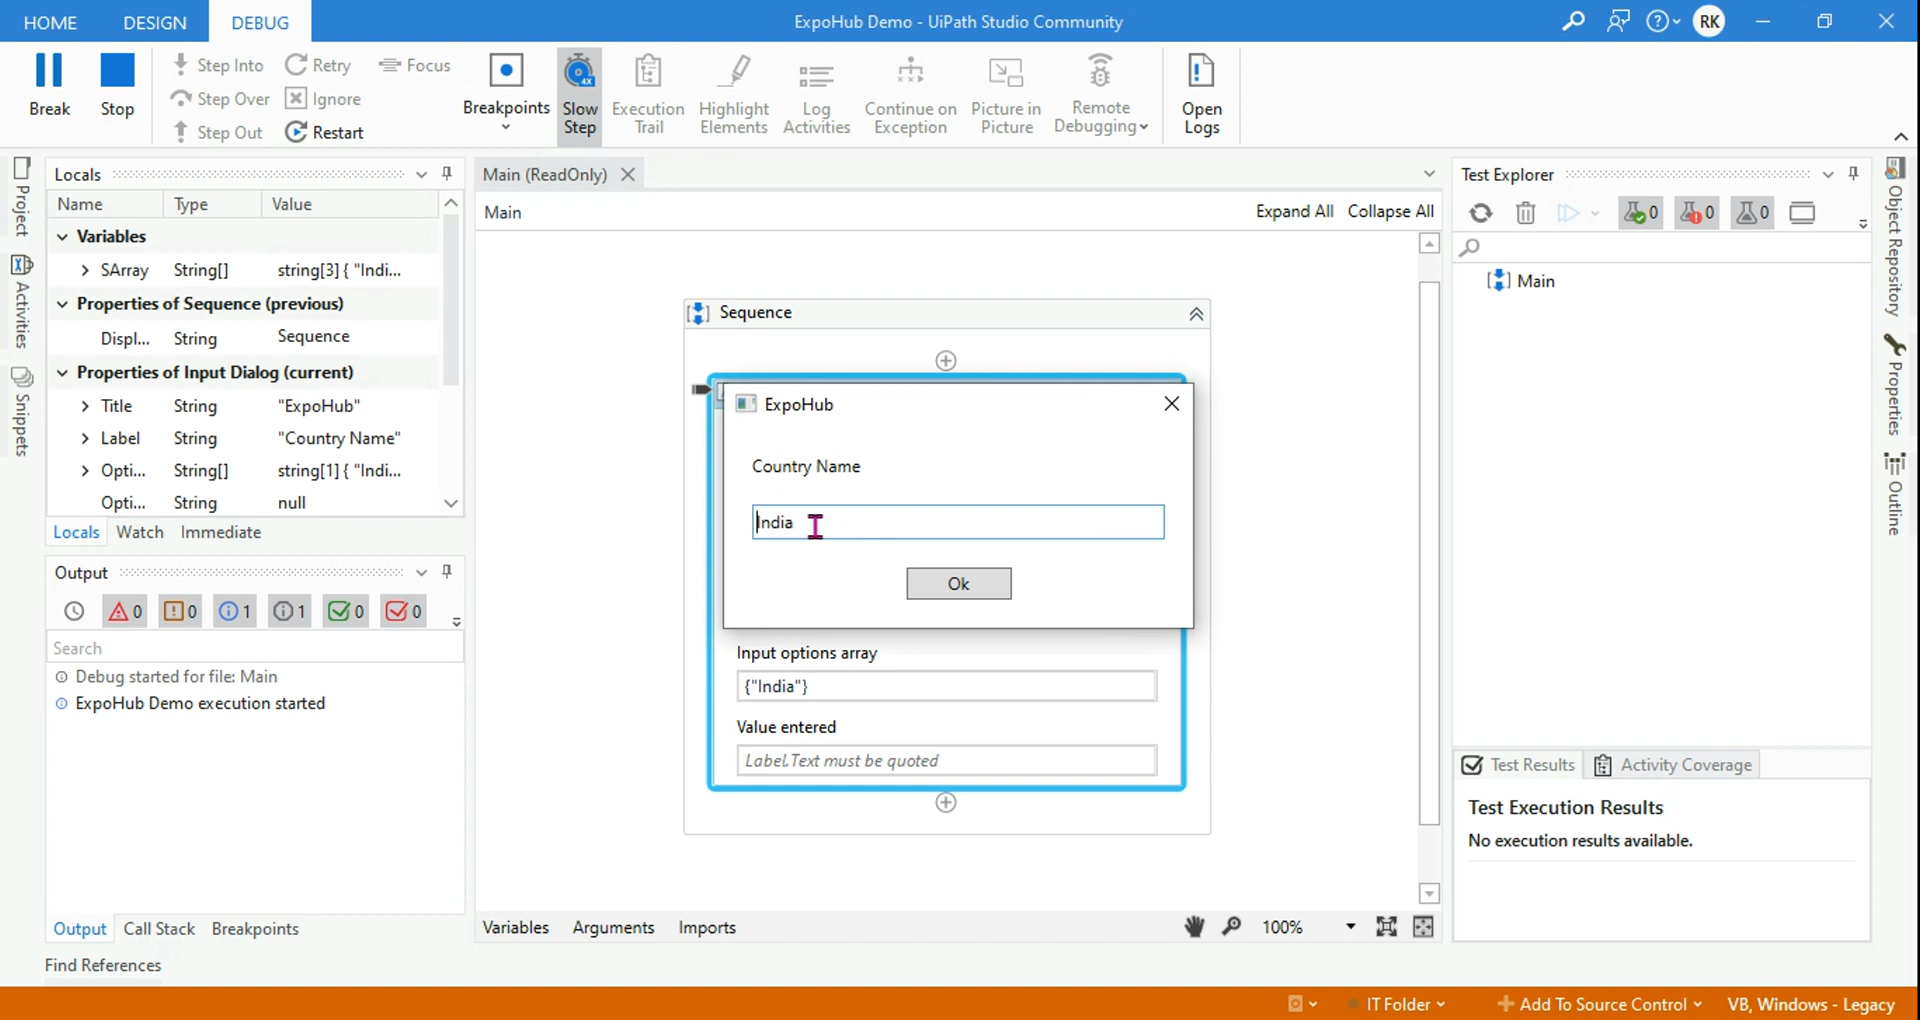 HOME DESIGN DEBUG ExpoHub Demo - UiPath Studio Community RK
Break
Stop
Step Into Retry Focus
Step Over Ignore
Step Out Restart
Breakpoints
Slow
Step
4X
Execution
Trail
Highlight
Elements
Log
Activities
Continue on
Exception
Picture in
Picture
Remote
Debugging
Open
Logs
Project
Activities
Snippets
Locals
Name Type Value
Variables
SArray String[] string[3] { "Indi...
Properties of Sequence (previous)
Displ... String Sequence
Properties of Input Dialog (current)
Title String "ExpoHub"
Label String "Country Name"
Opti... String[] string[1] { "Indi...
Opti... String null
Locals Watch Immediate
Output
0 0 1 1 0 0
Search
Debug started for file: Main
ExpoHub Demo execution started
Output Call Stack Breakpoints
Find References
Main (ReadOnly)
Main Expand All Collapse All
Sequence
ExpoHub
Country Name
India
Ok
Input options array
{"India"}
Value entered
Label.Text must be quoted
Variables Arguments Imports 100%
Test Explorer
0 0 0
Main
Test Results Activity Coverage
Test Execution Results
No execution results available.
Object Repository
Properties
Outline
IT Folder Add To Source Control VB, Windows - Legacy